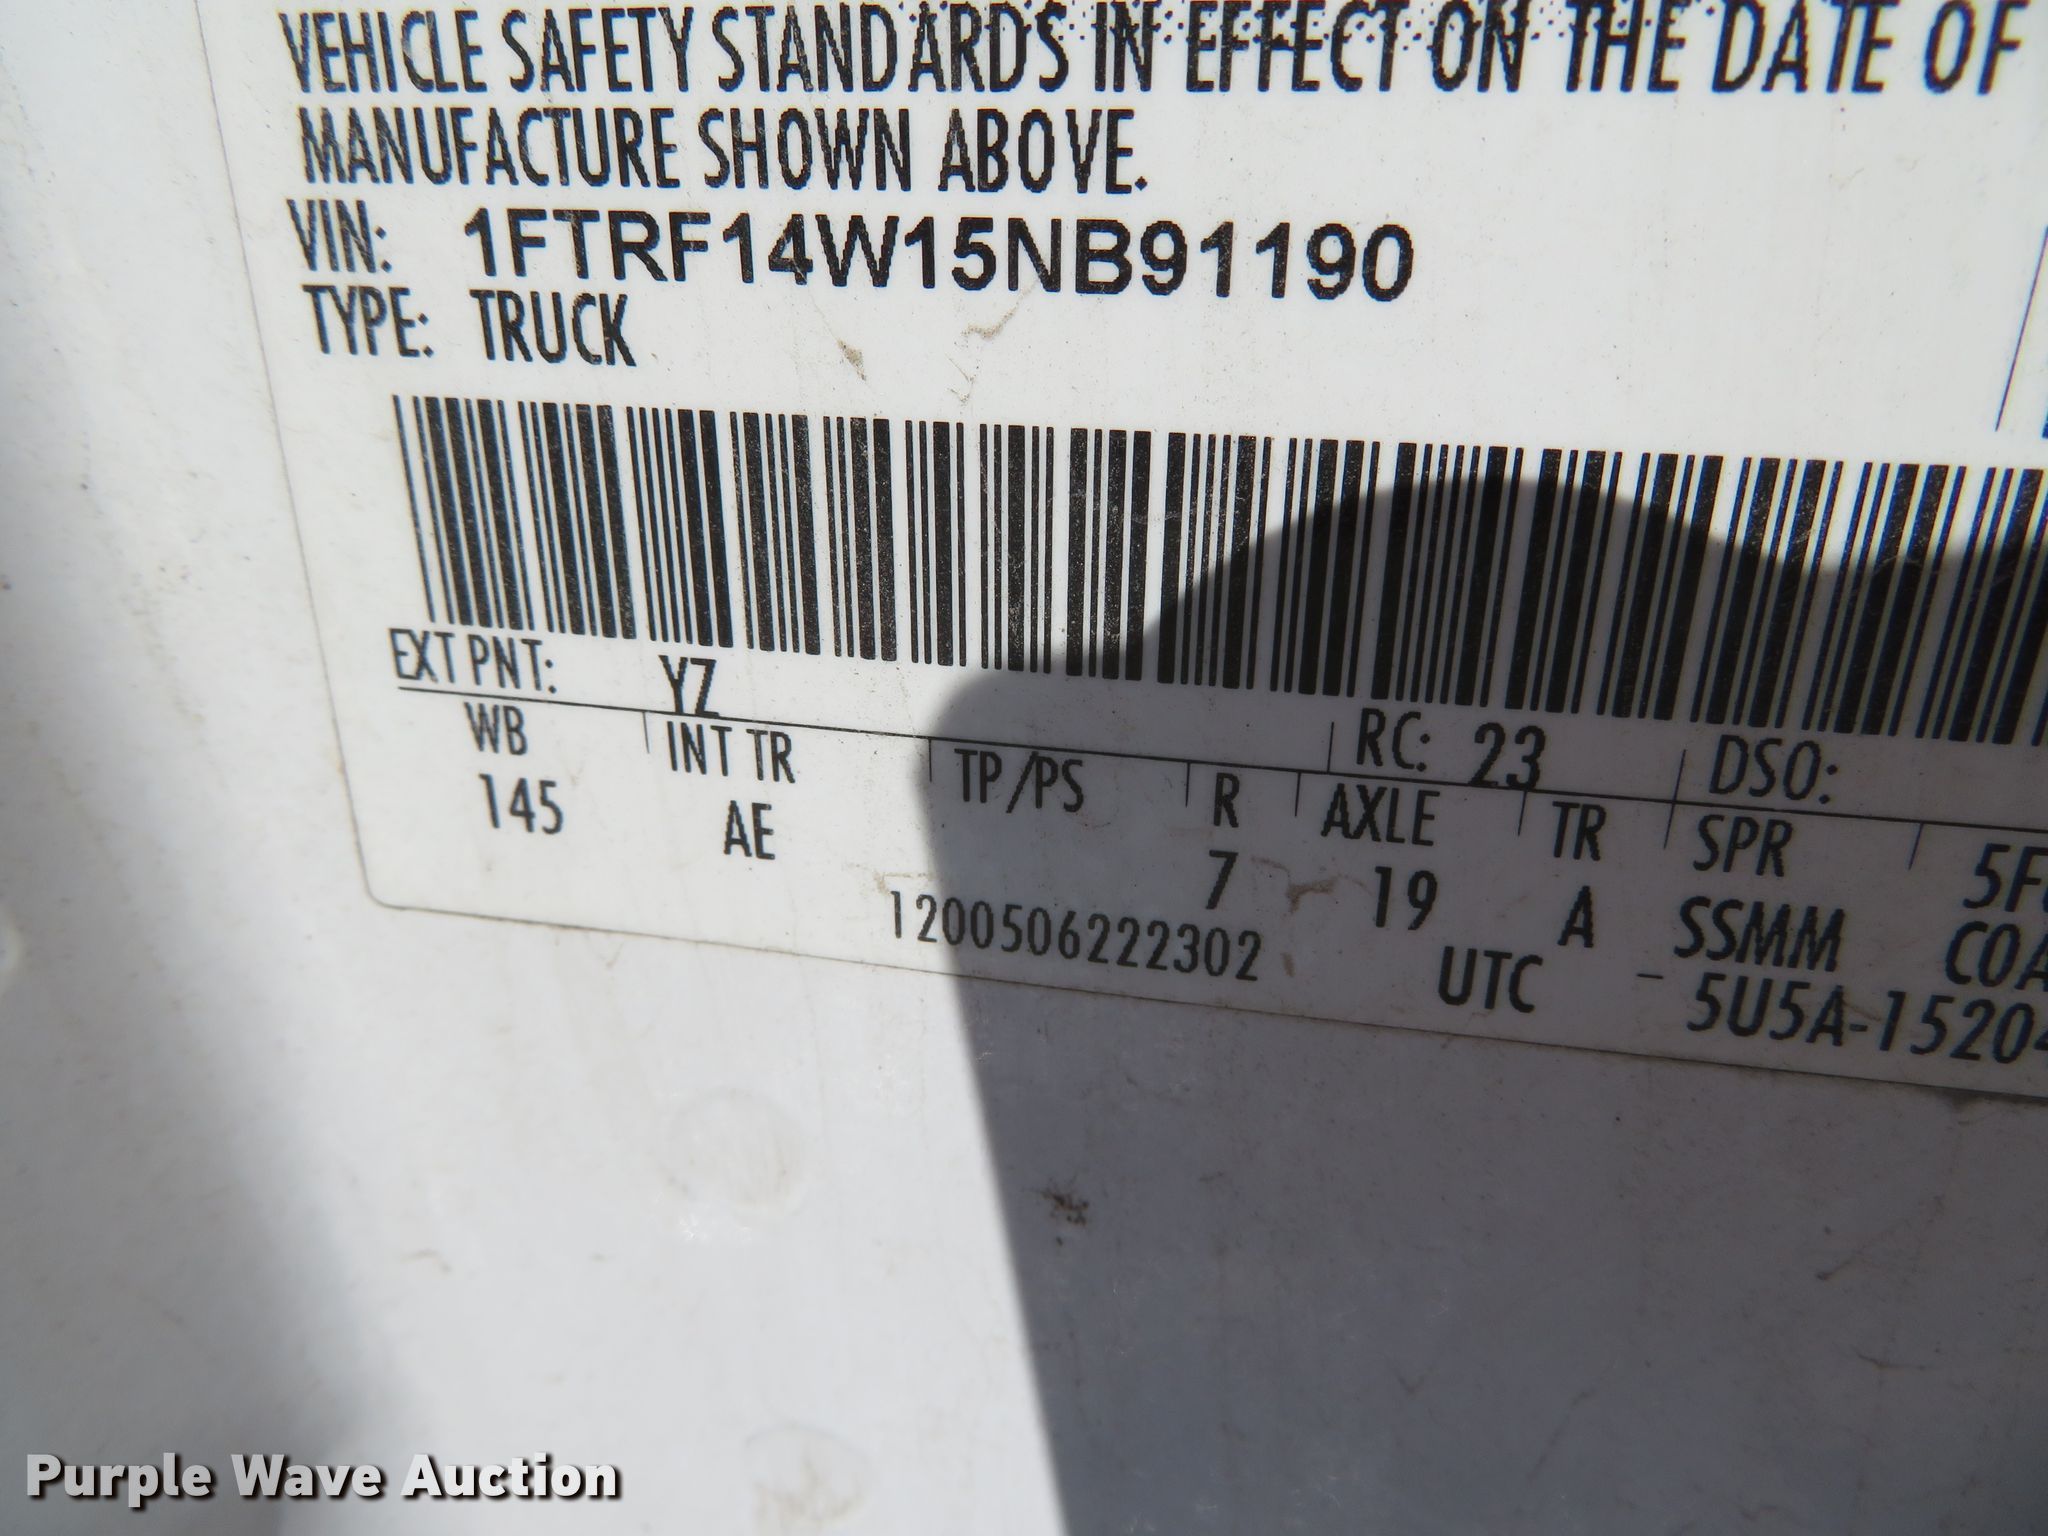 VEHICLE SAFETY STANDARDS IN EFFECT ON THE DATE OF
MANUFACTURE SHOWN ABOVE.
VIN: 1FTRF14W15NB91190
TYPE: TRUCK
EXT PNT: YZ RC: 23 DSO:
WB INT TR TP/PS R AXLE TR SPR
145 AE 7 19 A SSMM
1200506222302 UTC -5U5A-15204
Purple Wave Auction